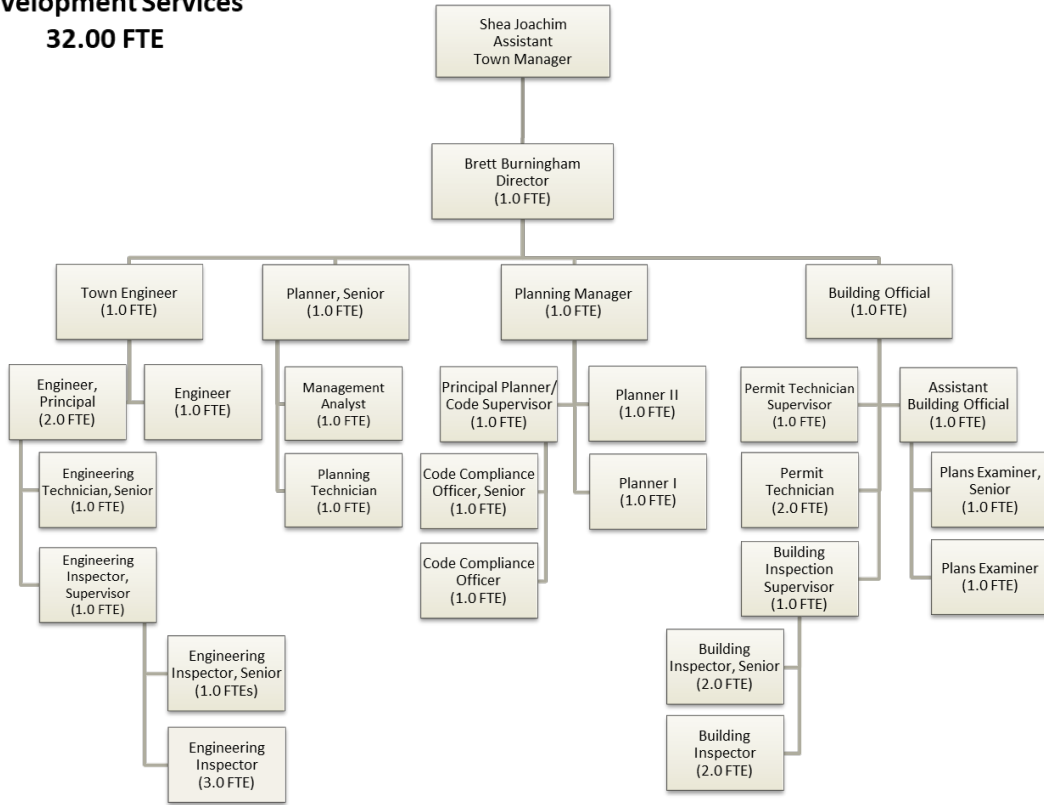 velopment Services
32.00 FTE
Shea Joachim
Assistant
Town Manager
Brett Burningham
Director
(1.0 FTE)
Town Engineer
(1.0 FTE)
Planner, Senior
(1.0 FTE)
Planning Manager
(1.0 FTE)
Building Official
(1.0 FTE)
Engineer,
Principal
(2.0 FTE)
Engineer
(1.0 FTE)
Engineering
Technician, Senior
(1.0 FTE)
Engineering
Inspector,
Supervisor
(1.0 FTE)
Engineering
Inspector, Senior
(1.0 FTEs)
Engineering
Inspector
(3.0 FTE)
Management
Analyst
(1.0 FTE)
Planning
Technician
(1.0 FTE)
Principal Planner/
Code Supervisor
(1.0 FTE)
Planner II
(1.0 FTE)
Code Compliance
Officer, Senior
(1.0 FTE)
Planner I
(1.0 FTE)
Code Compliance
Officer
(1.0 FTE)
Permit Technician
Supervisor
(1.0 FTE)
Assistant
Building Official
(1.0 FTE)
Permit
Technician
(2.0 FTE)
Plans Examiner,
Senior
(1.0 FTE)
Building
Inspection
Supervisor
(1.0 FTE)
Plans Examiner
(1.0 FTE)
Building
Inspector, Senior
(2.0 FTE)
Building
Inspector
(2.0 FTE)